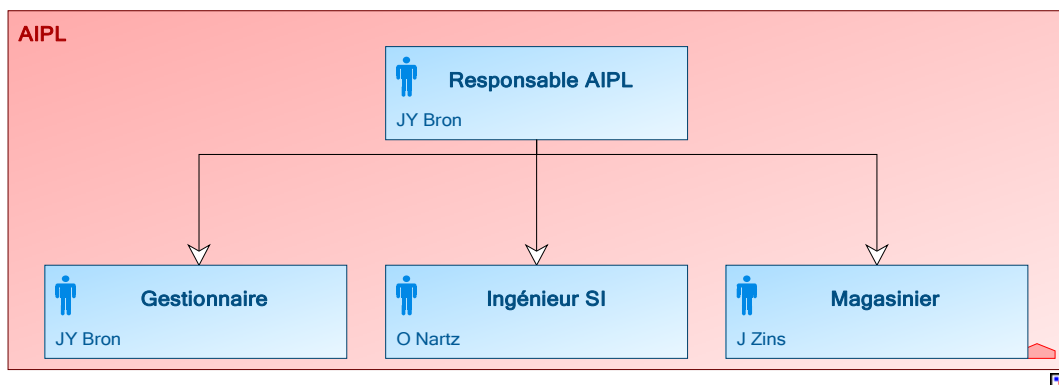 AIPL
Responsable AIPL
JY Bron
Gestionnaire
JY Bron
Ingénieur SI
O Nartz
Magasinier
J Zins